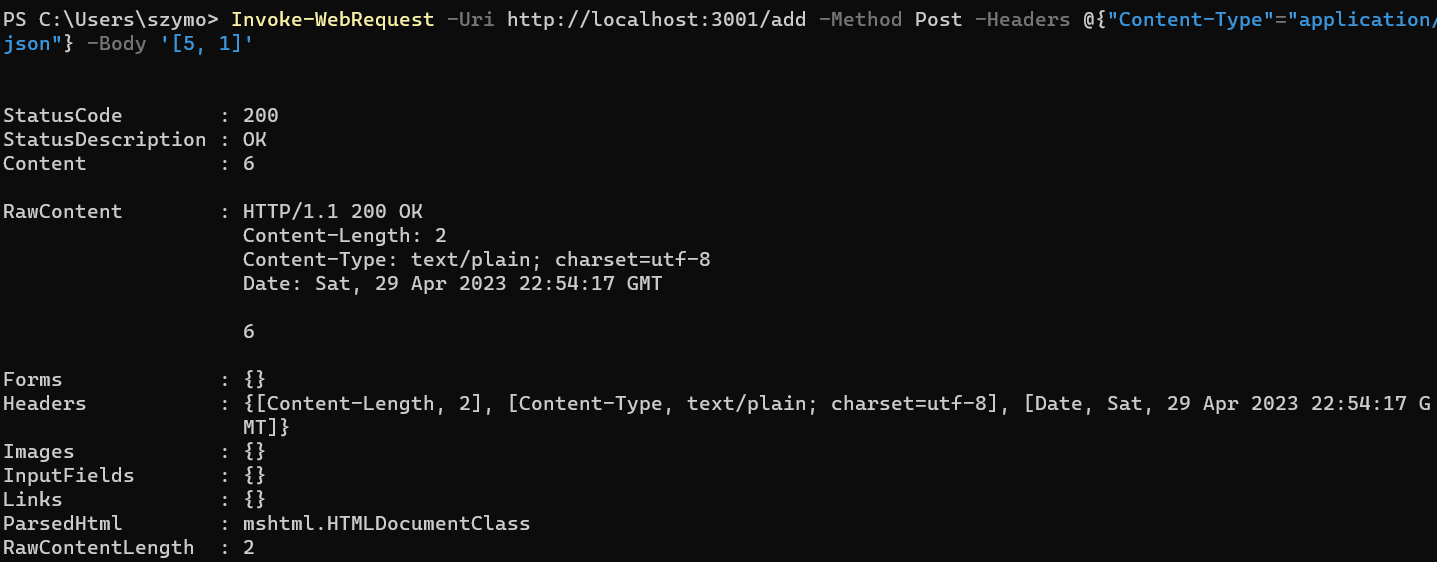 PS C:\Users\szymo> Invoke-WebRequest -Uri http://localhost:3001/add -Method Post -Headers @{"Content-Type"="application/
json"} -Body '[5, 1]'
StatusCode        : 200
StatusDescription : OK
Content           : 6
RawContent        : HTTP/1.1 200 OK
                    Content-Length: 2
                    Content-Type: text/plain; charset=utf-8
                    Date: Sat, 29 Apr 2023 22:54:17 GMT
                    6
Forms             : {}
Headers           : {[Content-Length, 2], [Content-Type, text/plain; charset=utf-8], [Date, Sat, 29 Apr 2023 22:54:17 G
                    MT]}
Images            : {}
InputFields       : {}
Links             : {}
ParsedHtml        : mshtml.HTMLDocumentClass
RawContentLength  : 2